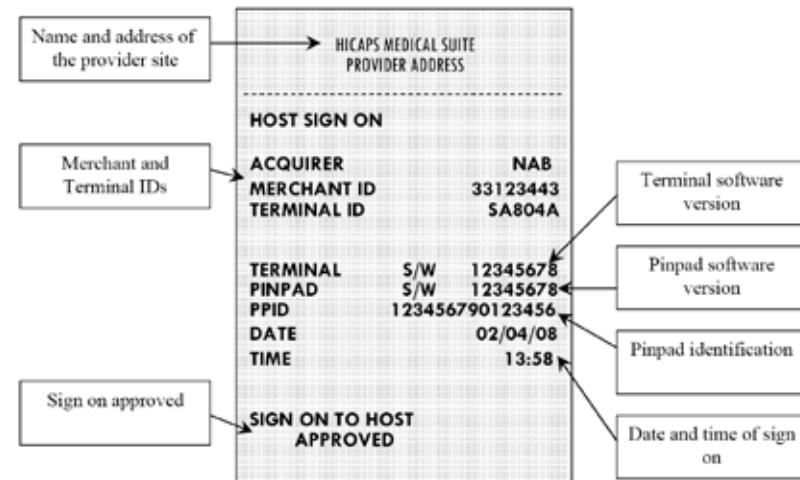 Name and address of
the provider site
HICAPS MEDICAL SUITE
PROVIDER ADDRESS
HOST SIGN ON
Merchant and
Terminal IDs
ACQUIRER NAB
MERCHANT ID 33123443
TERMINAL ID SA804A
Terminal software
version
TERMINAL S/W 12345678
PINPAD S/W 12345678
PPID 123456790123456
DATE 02/04/08
TIME 13:58
Pinpad software
version
Pinpad identification
Sign on approved
SIGN ON TO HOST
APPROVED
Date and time of sign
on